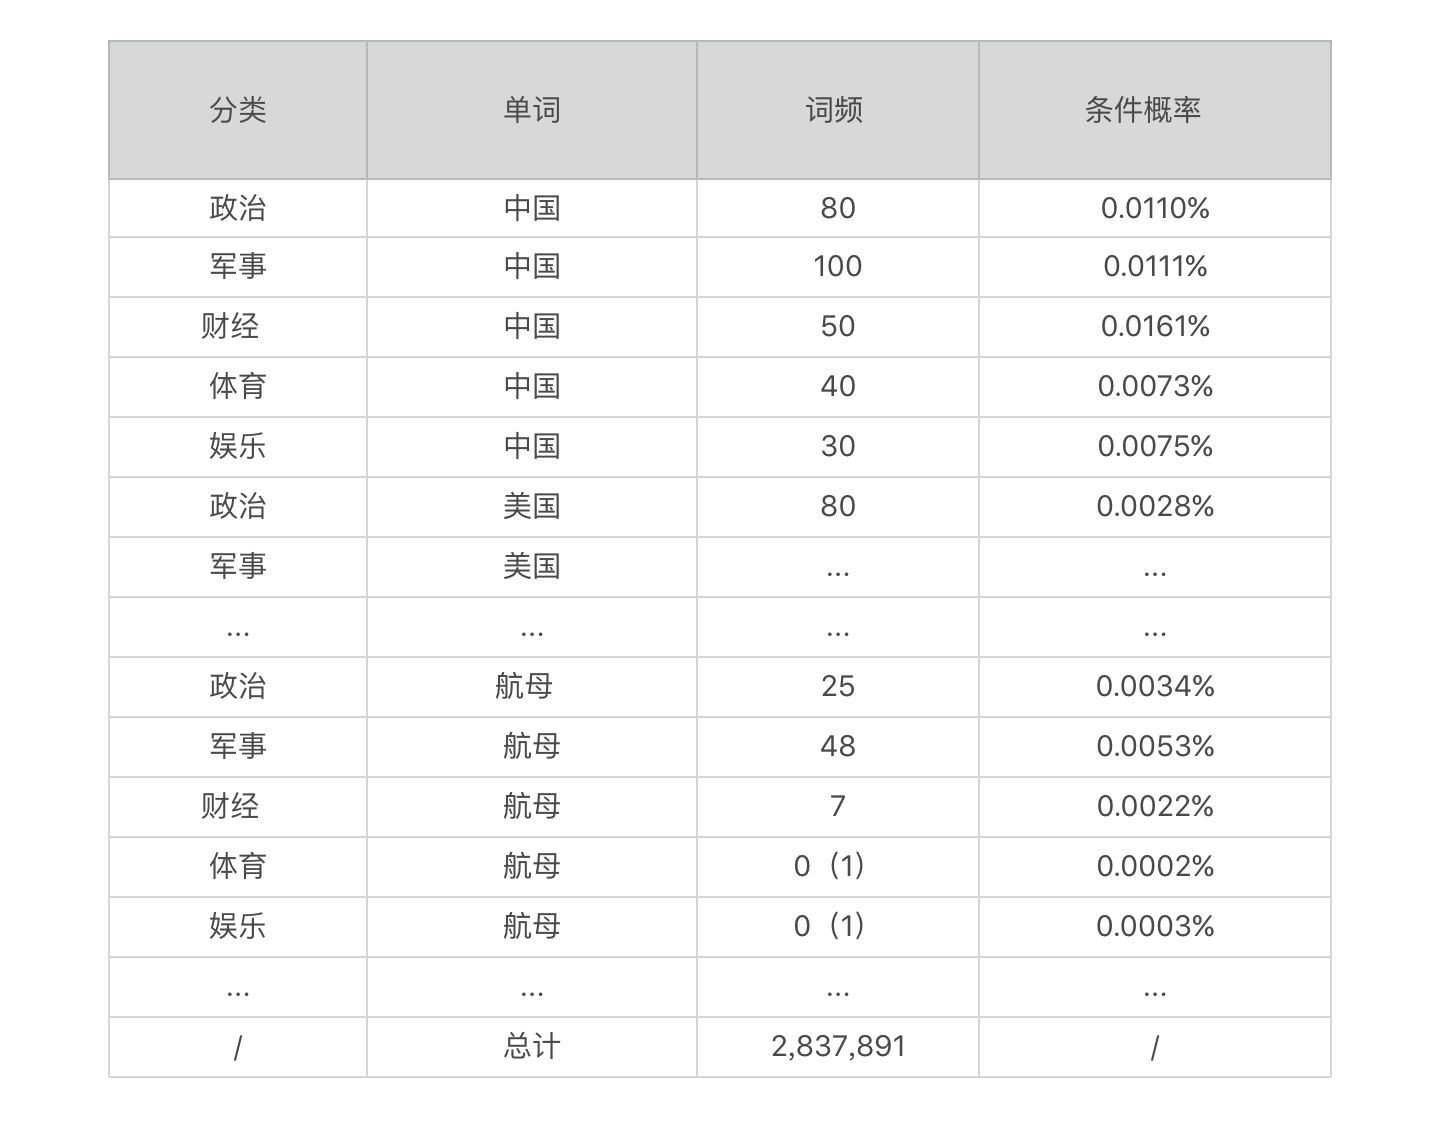 分类 单词 词频 条件概率
政治 中国 80 0.0110%
军事 中国 100 0.0111%
财经 中国 50 0.0161%
体育 中国 40 0.0073%
娱乐 中国 30 0.0075%
政治 美国 80 0.0028%
军事 美国 ... ...
... ... ... ...
政治 航母 25 0.0034%
军事 航母 48 0.0053%
财经 航母 7 0.0022%
体育 航母 0（1） 0.0002%
娱乐 航母 0（1） 0.0003%
... ... ... ...
/ 总计 2,837,891 /